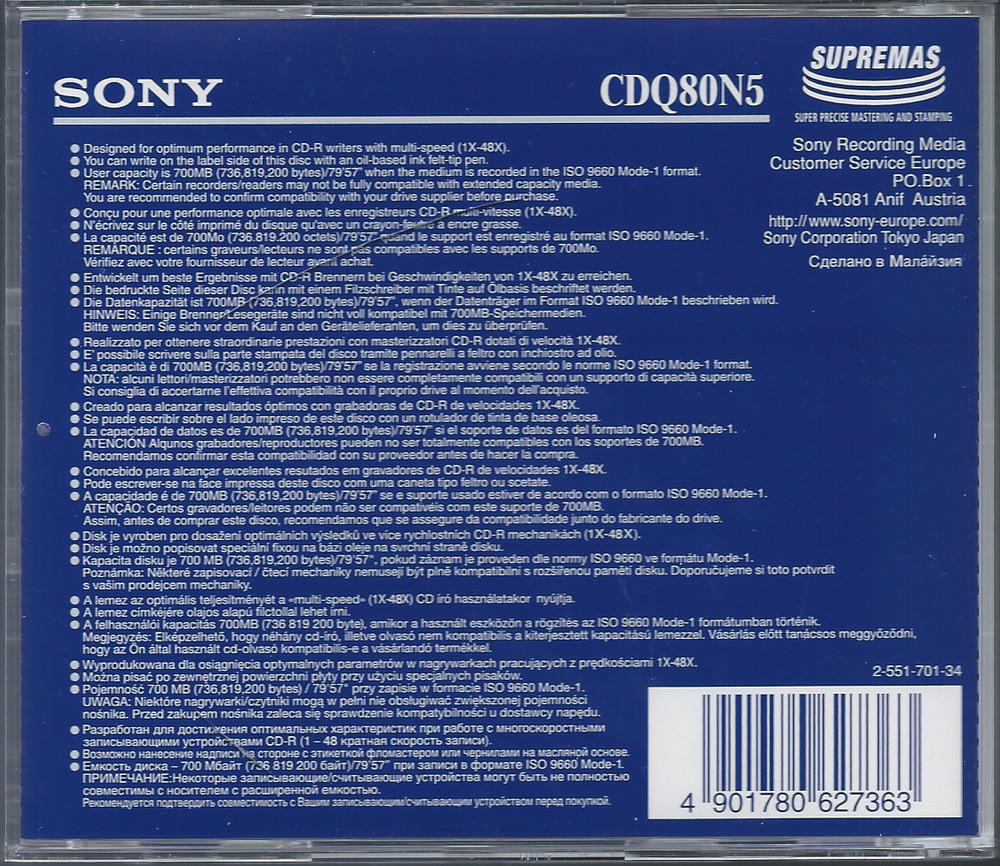 SONY
CDQ80N5
SUPREMAS
SUPER PRECISE MASTERING AND STAMPING
Sony Recording Media
Customer Service Europe
PO.Box 1
A-5081 Anif Austria
http://www.sony-europe.com/
Sony Corporation Tokyo Japan
Сделано в Малáйзия
● Designed for optimum performance in CD-R writers with multi-speed (1X-48X).
● You can write on the label side of this disc with an oil-based ink felt-tip pen.
● User capacity is 700MB (736,819,200 bytes)/79'57" when the medium is recorded in the ISO 9660 Mode-1 format.
REMARK: Certain recorders/readers may not be fully compatible with extended capacity media.
You are recommended to confirm compatibility with your drive supplier before purchase.
● Conçu pour une performance optimale avec les enregistreurs CD-R multi-vitesse (1X-48X).
● N'écrivez sur le côté imprimé du disque qu'avec un crayon-feutre à encre grasse.
● La capacité est de 700Mo (736.819.200 octets)/79'57" quand le support est enregistré au format ISO 9660 Mode-1.
REMARQUE : certains graveurs/lecteurs ne sont pas compatibles avec les supports de 700Mo.
Vérifiez avec votre fournisseur de lecteur avant achat.
● Entwickelt um beste Ergebnisse mit CD-R Brennern bei Geschwindigkeiten von 1X-48X zu erreichen.
● Die bedruckte Seite dieser Disc kann mit einem Filzschreiber mit Tinte auf Ölbasis beschriftet werden.
● Die Datenkapazität ist 700MB (736,819,200 bytes)/79'57", wenn der Datenträger im Format ISO 9660 Mode-1 beschrieben wird.
HINWEIS: Einige Brenner/Lesegeräte sind nicht voll kompatibel mit 700MB-Speichermedien.
Bitte wenden Sie sich vor dem Kauf an den Gerätelieferanten, um dies zu überprüfen.
● Realizzato per ottenere straordinarie prestazioni con masterizzatori CD-R dotati di velocità 1X-48X.
● E' possibile scrivere sulla parte stampata del disco tramite pennarelli a feltro con inchiostro ad olio.
● La capacità è di 700MB (736,819,200 bytes)/79'57" se la registrazione avviene secondo le norme ISO 9660 Mode-1 format.
NOTA: alcuni lettori/masterizzatori potrebbero non essere completamente compatibili con un supporto di capacità superiore.
Si consiglia di accertarne l'effettiva compatibilità con il proprio drive al momento dell'acquisto.
● Creado para alcanzar resultados óptimos con grabadoras de CD-R de velocidades 1X-48X.
● Se puede escribir sobre el lado impreso de este disco con un rotulador de tinta de base oleosa.
● La capacidad de datos es de 700MB (736,819,200 bytes)/79'57" si el soporte de datos es del formato ISO 9660 Mode-1.
ATENCIÓN Alqunos grabadores/reproductores pueden no ser totalmente compatibles con los soportes de 700MB.
Recomendamos confirmar esta compatibilidad con su proveedor antes de hacer la compra.
● Concebido para alcançar excelentes resutados em gravadores de CD-R de velocidades 1X-48X.
● Pode escrever-se na face impressa deste disco com uma caneta tipo feltro ou scetate.
● A capacidade é de 700MB (736,819,200 bytes)/79'57" se e suporte usado estiver de acordo com o formato ISO 9660 Mode-1.
ATENÇÃO: Certos gravadores/leitores podem não ser compativéis com este suporte de 700MB.
Assim, antes de comprar este disco, recomendamos que se assegure da compatibilidade junto do fabricante do drive.
● Disk je vyroben pro dosažení optimálních výsledků ve více rychlostních CD-R mechanikách (1X-48X).
● Disk je možno popisovat speciální fixou na bázi oleje na svrchní straně disku.
● Kapacita disku je 700 MB (736,819,200 bytes)/79'57", pokud záznam je proveden dle normy ISO 9660 ve formátu Mode-1.
Poznámka: Některé zapisovací / čtecí mechaniky nemusejí být plně kompatibilní s rozšířenou pamětí disku. Doporučujeme si toto potvrdit
s vaším prodejcem mechaniky.
● A lemez az optimális teljesítményét a «multi-speed» (1X-48X) CD író használatakor nyújtja.
● A lemez címkéjére olajos alapú filctollal lehet írni.
● A felhasználói kapacitás 700MB (736 819 200 byte), amikor a használt eszközön a rögzítés az ISO 9660 Mode-1 formátumban történik.
Megjegyzés: Elképzelhető, hogy néhány cd-író, illetve olvasó nem kompatibilis a kiterjesztett kapacitású lemezzel. Vásárlás előtt tanácsos meggyőződni,
hogy az Ön által használt cd-olvasó kompatibilis-e a vásárlandó termékkel.
● Wyprodukowana dla osiągnięcia optymalnych parametrów w nagrywarkach pracujących z prędkościami 1X-48X.
● Można pisać po zewnętrznej powierzchni płyty przy użyciu specjalnych pisaków.
● Pojemność 700 MB (736,819,200 bytes) / 79'57" przy zapisie w formacie ISO 9660 Mode-1.
UWAGA: Niektóre nagrywarki/czytniki mogą w pełni nie obsługiwać zwiększonej pojemności
nośnika. Przed zakupem nośnika zaleca się sprawdzenie kompatybilności u dostawcy napędu.
● Разработан для достижения оптимальных характеристик при работе с многоскоростными
записывающими устройствами CD-R (1 – 48 кратная скорость записи).
● Возможно нанесение надписи на стороне с этикеткой фломастером или чернилами на масляной основе.
● Емкость диска – 700 Мбайт (736 819 200 байт)/79'57" при записи в формате ISO 9660 Mode-1.
ПРИМЕЧАНИЕ:Некоторые записывающие/считывающие устройства могут быть не полностью
совместимы с носителем с расширенной емкостью.
Рекомендуется подтвердить совместимость с Вашим записывающим/считывающим устройством перед покупкой.
2-551-701-34
4 901780 627363